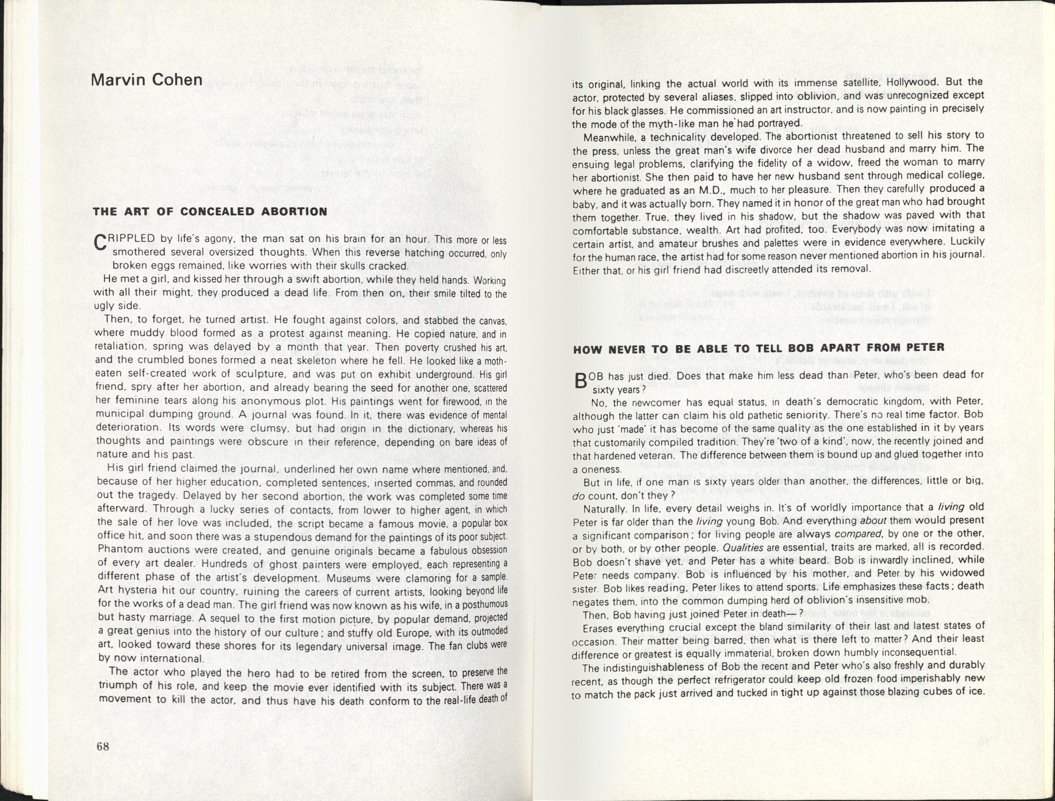 Marvin Cohen
THE ART OF CONCEALED ABORTION
CRIPPLED by life's agony, the man sat on his brain for an hour. This more or less
smothered several oversized thoughts. When this reverse hatching occurred, only
broken eggs remained, like worries with their skulls cracked.
He met a girl, and kissed her through a swift abortion, while they held hands. Working
with all their might, they produced a dead life. From then on, their smile tilted to the
ugly side.
Then, to forget, he turned artist. He fought against colors, and stabbed the canvas,
where muddy blood formed as a protest against meaning. He copied nature, and in
retaliation, spring was delayed by a month that year. Then poverty crushed his art,
and the crumbled bones formed a neat skeleton where he fell. He looked like a moth-
eaten self-created work of sculpture, and was put on exhibit underground. His girl
friend, spry after her abortion, and already bearing the seed for another one, scattered
her feminine tears along his anonymous plot. His paintings went for firewood, in the
municipal dumping ground. A journal was found. In it, there was evidence of mental
deterioration. Its words were clumsy, but had origin in the dictionary, whereas his
thoughts and paintings were obscure in their reference, depending on bare ideas of
nature and his past.
His girl friend claimed the journal, underlined her own name where mentioned, and,
because of her higher education, completed sentences, inserted commas, and rounded
out the tragedy. Delayed by her second abortion, the work was completed some time
afterward. Through a lucky series of contacts, from lower to higher agent, in which
the sale of her love was included, the script became a famous movie, a popular box
office hit, and soon there was a stupendous demand for the paintings of its poor subject.
Phantom auctions were created, and genuine originals became a fabulous obsession
of every art dealer. Hundreds of ghost painters were employed, each representing a
different phase of the artist's development. Museums were clamoring for a sample.
Art hysteria hit our country, ruining the careers of current artists, looking beyond life
for the works of a dead man. The girl friend was now known as his wife, in a posthumous
but hasty marriage. A sequel to the first motion picture, by popular demand, projected
a great genius into the history of our culture; and stuffy old Europe, with its outmoded
art, looked toward these shores for its legendary universal image. The fan clubs were
by now international.
The actor who played the hero had to be retired from the screen, to preserve the
triumph of his role, and keep the movie ever identified with its subject. There was a
movement to kill the actor, and thus have his death conform to the real-life death of
68
its original, linking the actual world with its immense satellite, Hollywood. But the
actor, protected by several aliases, slipped into oblivion, and was unrecognized except
for his black glasses. He commissioned an art instructor, and is now painting in precisely
the mode of the myth-like man he had portrayed.
Meanwhile, a technicality developed. The abortionist threatened to sell his story to
the press, unless the great man's wife divorce her dead husband and marry him. The
ensuing legal problems, clarifying the fidelity of a widow, freed the woman to marry
her abortionist. She then paid to have her new husband sent through medical college,
where he graduated as an M.D., much to her pleasure. Then they carefully produced a
baby, and it was actually born. They named it in honor of the great man who had brought
them together. True, they lived in his shadow, but the shadow was paved with that
comfortable substance, wealth. Art had profited, too. Everybody was now imitating a
certain artist, and amateur brushes and palettes were in evidence everywhere. Luckily
for the human race, the artist had for some reason never mentioned abortion in his journal.
Either that, or his girl friend had discreetly attended its removal.
HOW NEVER TO BE ABLE TO TELL BOB APART FROM PETER
BOB has just died. Does that make him less dead than Peter, who's been dead for
sixty years?
No, the newcomer has equal status, in death's democratic kingdom, with Peter,
although the latter can claim his old pathetic seniority. There's no real time factor. Bob
who just 'made' it has become of the same quality as the one established in it by years
that customarily compiled tradition. They're 'two of a kind', now, the recently joined and
that hardened veteran. The difference between them is bound up and glued together into
a oneness.
But in life, if one man is sixty years older than another, the differences, little or big,
do count, don't they?
Naturally. In life, every detail weighs in. It's of worldly importance that a living old
Peter is far older than the living young Bob. And everything about them would present
a significant comparison; for living people are always compared, by one or the other,
or by both, or by other people. Qualities are essential, traits are marked, all is recorded.
Bob doesn't shave yet, and Peter has a white beard. Bob is inwardly inclined, while
Peter needs company. Bob is influenced by his mother, and Peter by his widowed
sister. Bob likes reading, Peter likes to attend sports. Life emphasizes these facts; death
negates them, into the common dumping herd of oblivion's insensitive mob.
Then, Bob having just joined Peter in death—?
Erases everything crucial except the bland similarity of their last and latest states of
occasion. Their matter being barred, then what is there left to matter? And their least
difference or greatest is equally immaterial, broken down humbly inconsequential.
The indistinguishableness of Bob the recent and Peter who's also freshly and durably
recent, as though the perfect refrigerator could keep old frozen food imperishably new
to match the pack just arrived and tucked in tight up against those blazing cubes of ice.